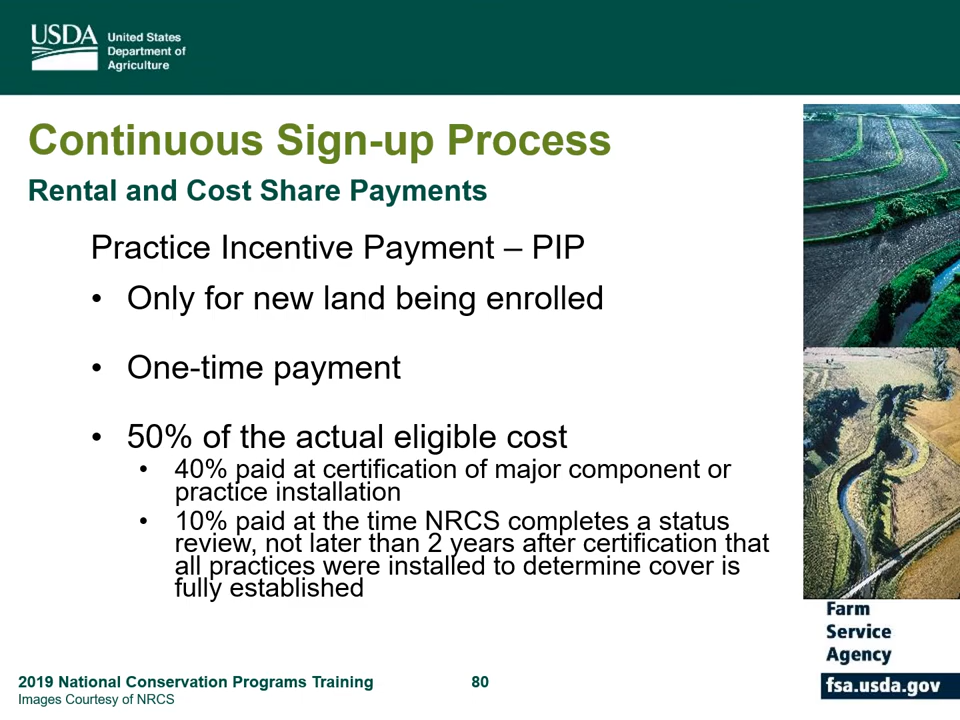 USDA
United States
Department of
Agriculture
Continuous Sign-up Process
Rental and Cost Share Payments
Practice Incentive Payment – PIP
• Only for new land being enrolled
• One-time payment
• 50% of the actual eligible cost
• 40% paid at certification of major component or
practice installation
• 10% paid at the time NRCS completes a status
review, not later than 2 years after certification that
all practices were installed to determine cover is
fully established
Farm
Service
Agency
fsa.usda.gov
2019 National Conservation Programs Training
80
Images Courtesy of NRCS